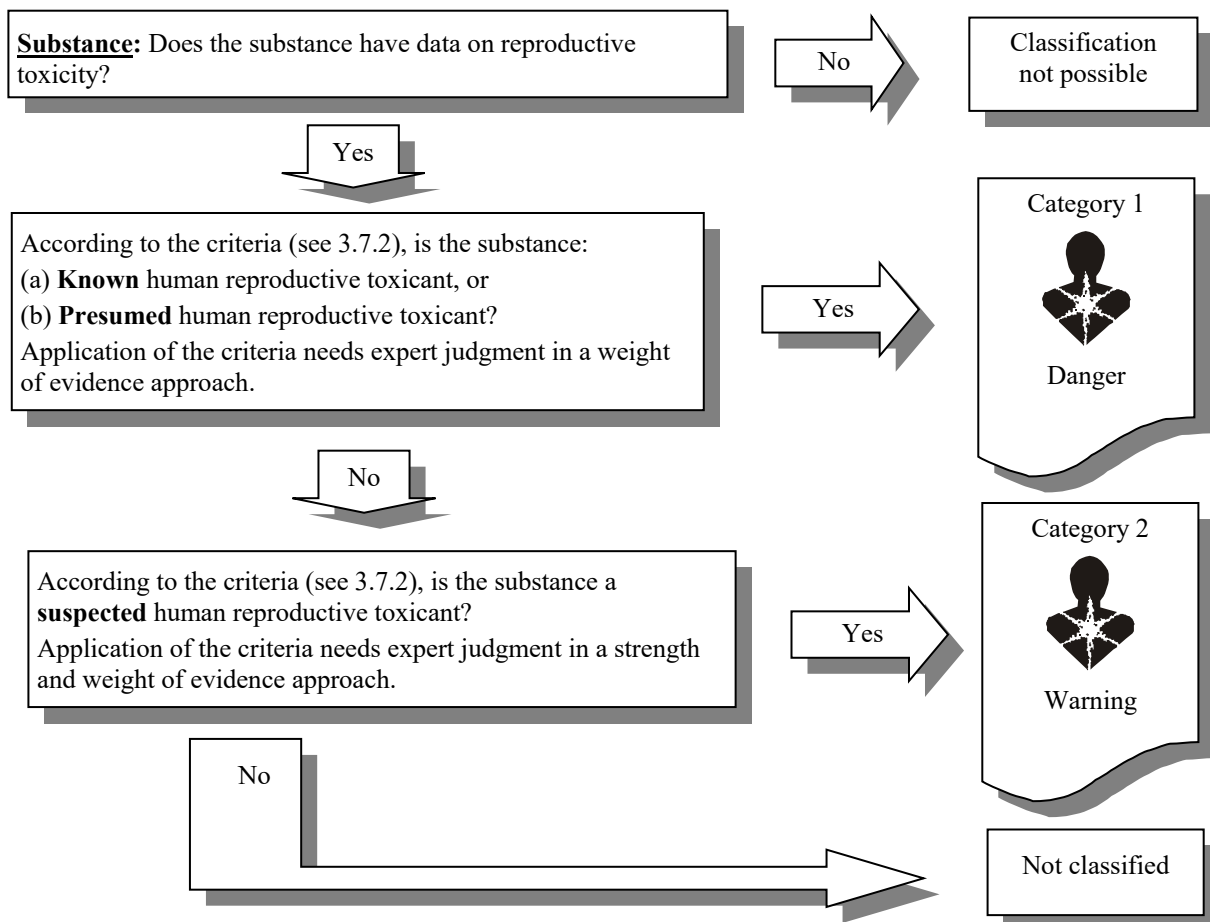 Substance: Does the substance have data on reproductive
toxicity?
No
Classification
not possible
Yes
According to the criteria (see 3.7.2), is the substance:
(a) Known human reproductive toxicant, or
(b) Presumed human reproductive toxicant?
Application of the criteria needs expert judgment in a weight
of evidence approach.
Yes
Category 1
Danger
No
According to the criteria (see 3.7.2), is the substance a
suspected human reproductive toxicant?
Application of the criteria needs expert judgment in a strength
and weight of evidence approach.
Yes
Category 2
Warning
No
Not classified